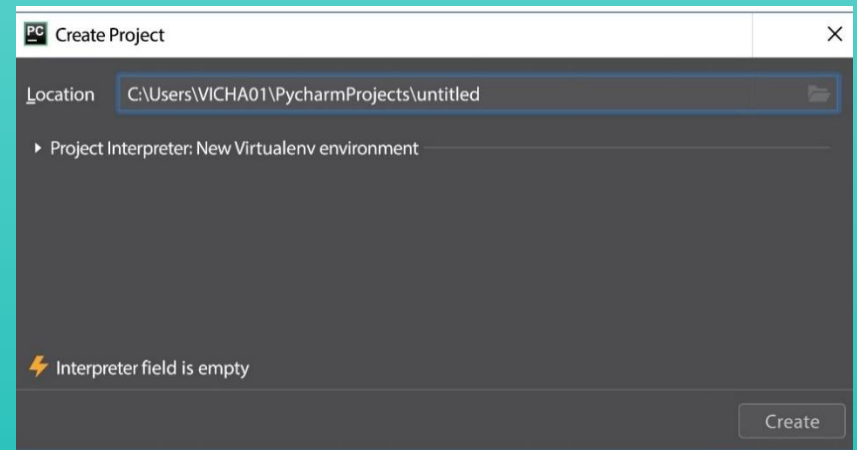 PC Create Project
Location C:\Users\VICHA01\PycharmProjects\untitled
Project Interpreter: New Virtualenv environment
Interpreter field is empty
Create